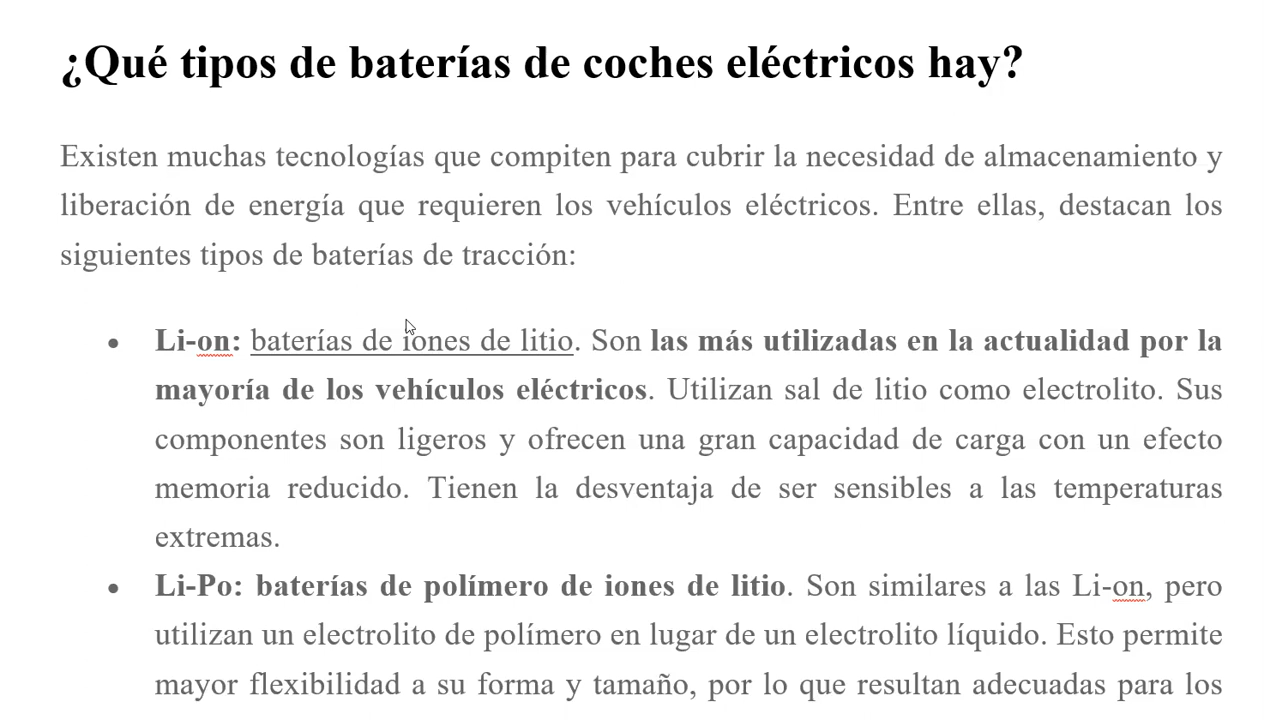 ¿Qué tipos de baterías de coches eléctricos hay?
Existen muchas tecnologías que compiten para cubrir la necesidad de almacenamiento y
liberación de energía que requieren los vehículos eléctricos. Entre ellas, destacan los
siguientes tipos de baterías de tracción:
• Li-on: baterías de iones de litio. Son las más utilizadas en la actualidad por la
mayoría de los vehículos eléctricos. Utilizan sal de litio como electrolito. Sus
componentes son ligeros y ofrecen una gran capacidad de carga con un efecto
memoria reducido. Tienen la desventaja de ser sensibles a las temperaturas
extremas.
• Li-Po: baterías de polímero de iones de litio. Son similares a las Li-on, pero
utilizan un electrolito de polímero en lugar de un electrolito líquido. Esto permite
mayor flexibilidad a su forma y tamaño, por lo que resultan adecuadas para los